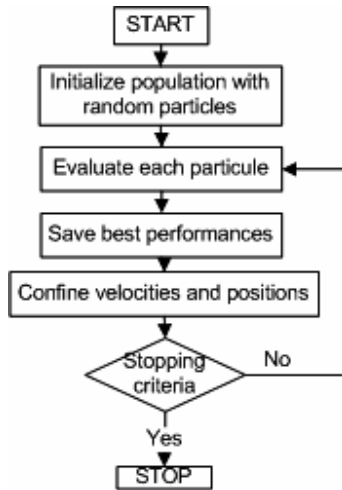 START
Initialize population with
random particles
Evaluate each particule
Save best performances
Confine velocities and positions
Stopping
criteria
No
Yes
STOP